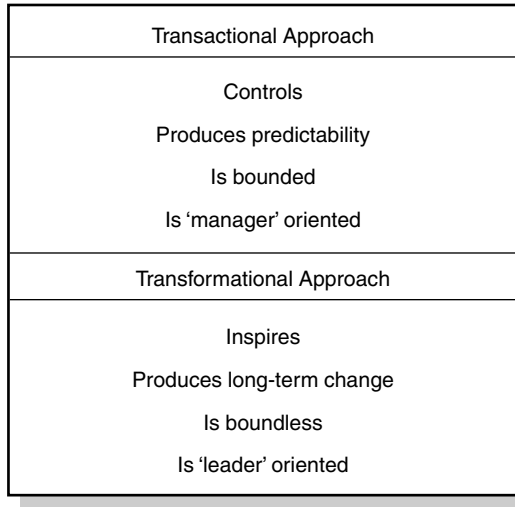 Transactional Approach
Controls
Produces predictability
Is bounded
Is ‘manager’ oriented
Transformational Approach
Inspires
Produces long-term change
Is boundless
Is ‘leader’ oriented